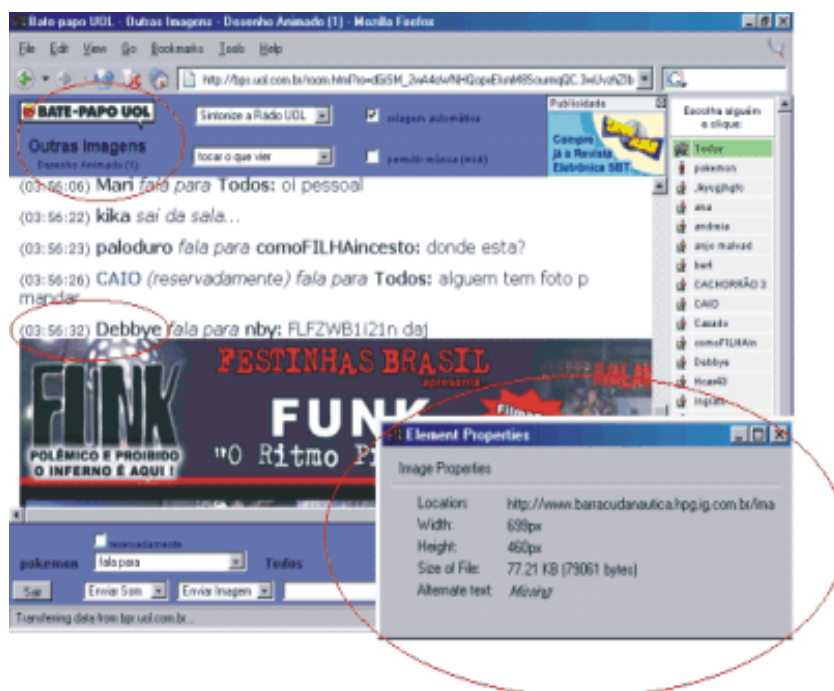 Bate-papo UOL - Outras Imagens - Desenho Animado (1) - Mozilla Firefox
File Edit View Go Bookmarks Tools Help
BATE-PAPO UOL
Outras Imagens
Desenho Animado (1)
Sintonize a Rádio UOL
tocar o que vier
rolagem automática
permitir música (midi)
Publicidade
Compre
já a Revista
Eletrônica SBT.
Escolha alguém
e clique:
Todos
pokemon
ana
andreia
anjo malvad
CACHORRÃO 3
CAIO
Casado
comoFILHAin
Debbye
(03:56:06) Mari fala para Todos: oi pessoal
(03:56:22) kika sai da sala...
(03:56:23) paloduro fala para comoFILHAincesto: donde esta?
(03:56:26) CAIO (reservadamente) fala para Todos: alguem tem foto p
mandar
(03:56:32) Debbye fala para nby: FLFZWB1i21n daj
FUNK
POLÊMICO E PROIBIDO
O INFERNO É AQUI !
FESTINHAS BRASIL
apresenta
FUNK
"O Ritmo
Element Properties
Image Properties
Location: http://www.barracudanautica.hpg.ig.com.br/ima
Width: 699px
Height: 460px
Size of File: 77.21 KB (79061 bytes)
Alternate text: Missing
reservadamente
pokemon fala para Todos
Sair Enviar Som Enviar Imagem
Transferring data from bpr.uol.com.br...